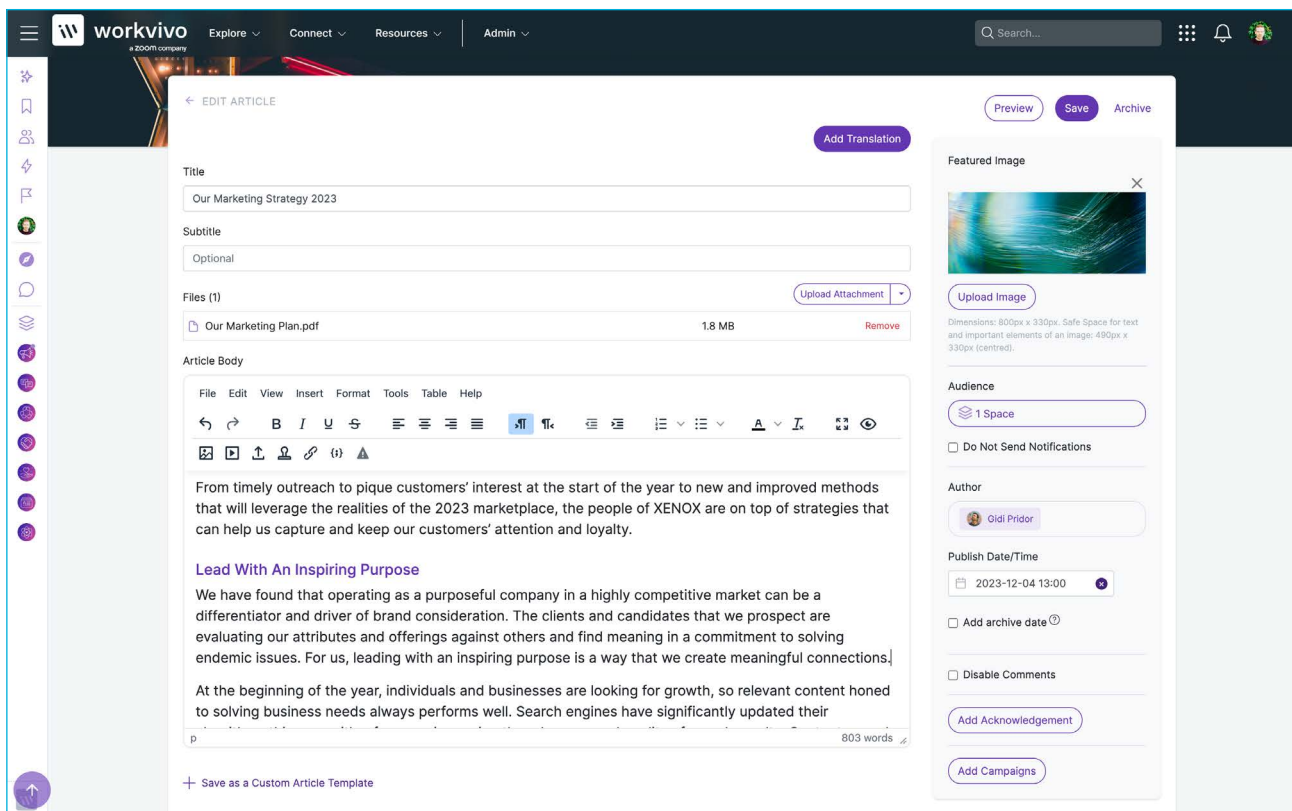 workvivo
a zoom company
Explore
Connect
Resources
Admin
Search...
EDIT ARTICLE
Preview
Save
Archive
Add Translation
Title
Our Marketing Strategy 2023
Subtitle
Optional
Files (1)
Upload Attachment
Our Marketing Plan.pdf 1.8 MB Remove
Article Body
File Edit View Insert Format Tools Table Help
From timely outreach to pique customers' interest at the start of the year to new and improved methods
that will leverage the realities of the 2023 marketplace, the people of XENOX are on top of strategies that
can help us capture and keep our customers' attention and loyalty.
Lead With An Inspiring Purpose
We have found that operating as a purposeful company in a highly competitive market can be a
differentiator and driver of brand consideration. The clients and candidates that we prospect are
evaluating our attributes and offerings against others and find meaning in a commitment to solving
endemic issues. For us, leading with an inspiring purpose is a way that we create meaningful connections.
At the beginning of the year, individuals and businesses are looking for growth, so relevant content honed
to solving business needs always performs well. Search engines have significantly updated their
p
803 words
Save as a Custom Article Template
Featured Image
Upload Image
Dimensions: 800px x 330px. Safe Space for text
and important elements of an image: 490px x
330px (centred).
Audience
1 Space
Do Not Send Notifications
Author
Gidi Pridor
Publish Date/Time
2023-12-04 13:00
Add archive date
Disable Comments
Add Acknowledgement
Add Campaigns